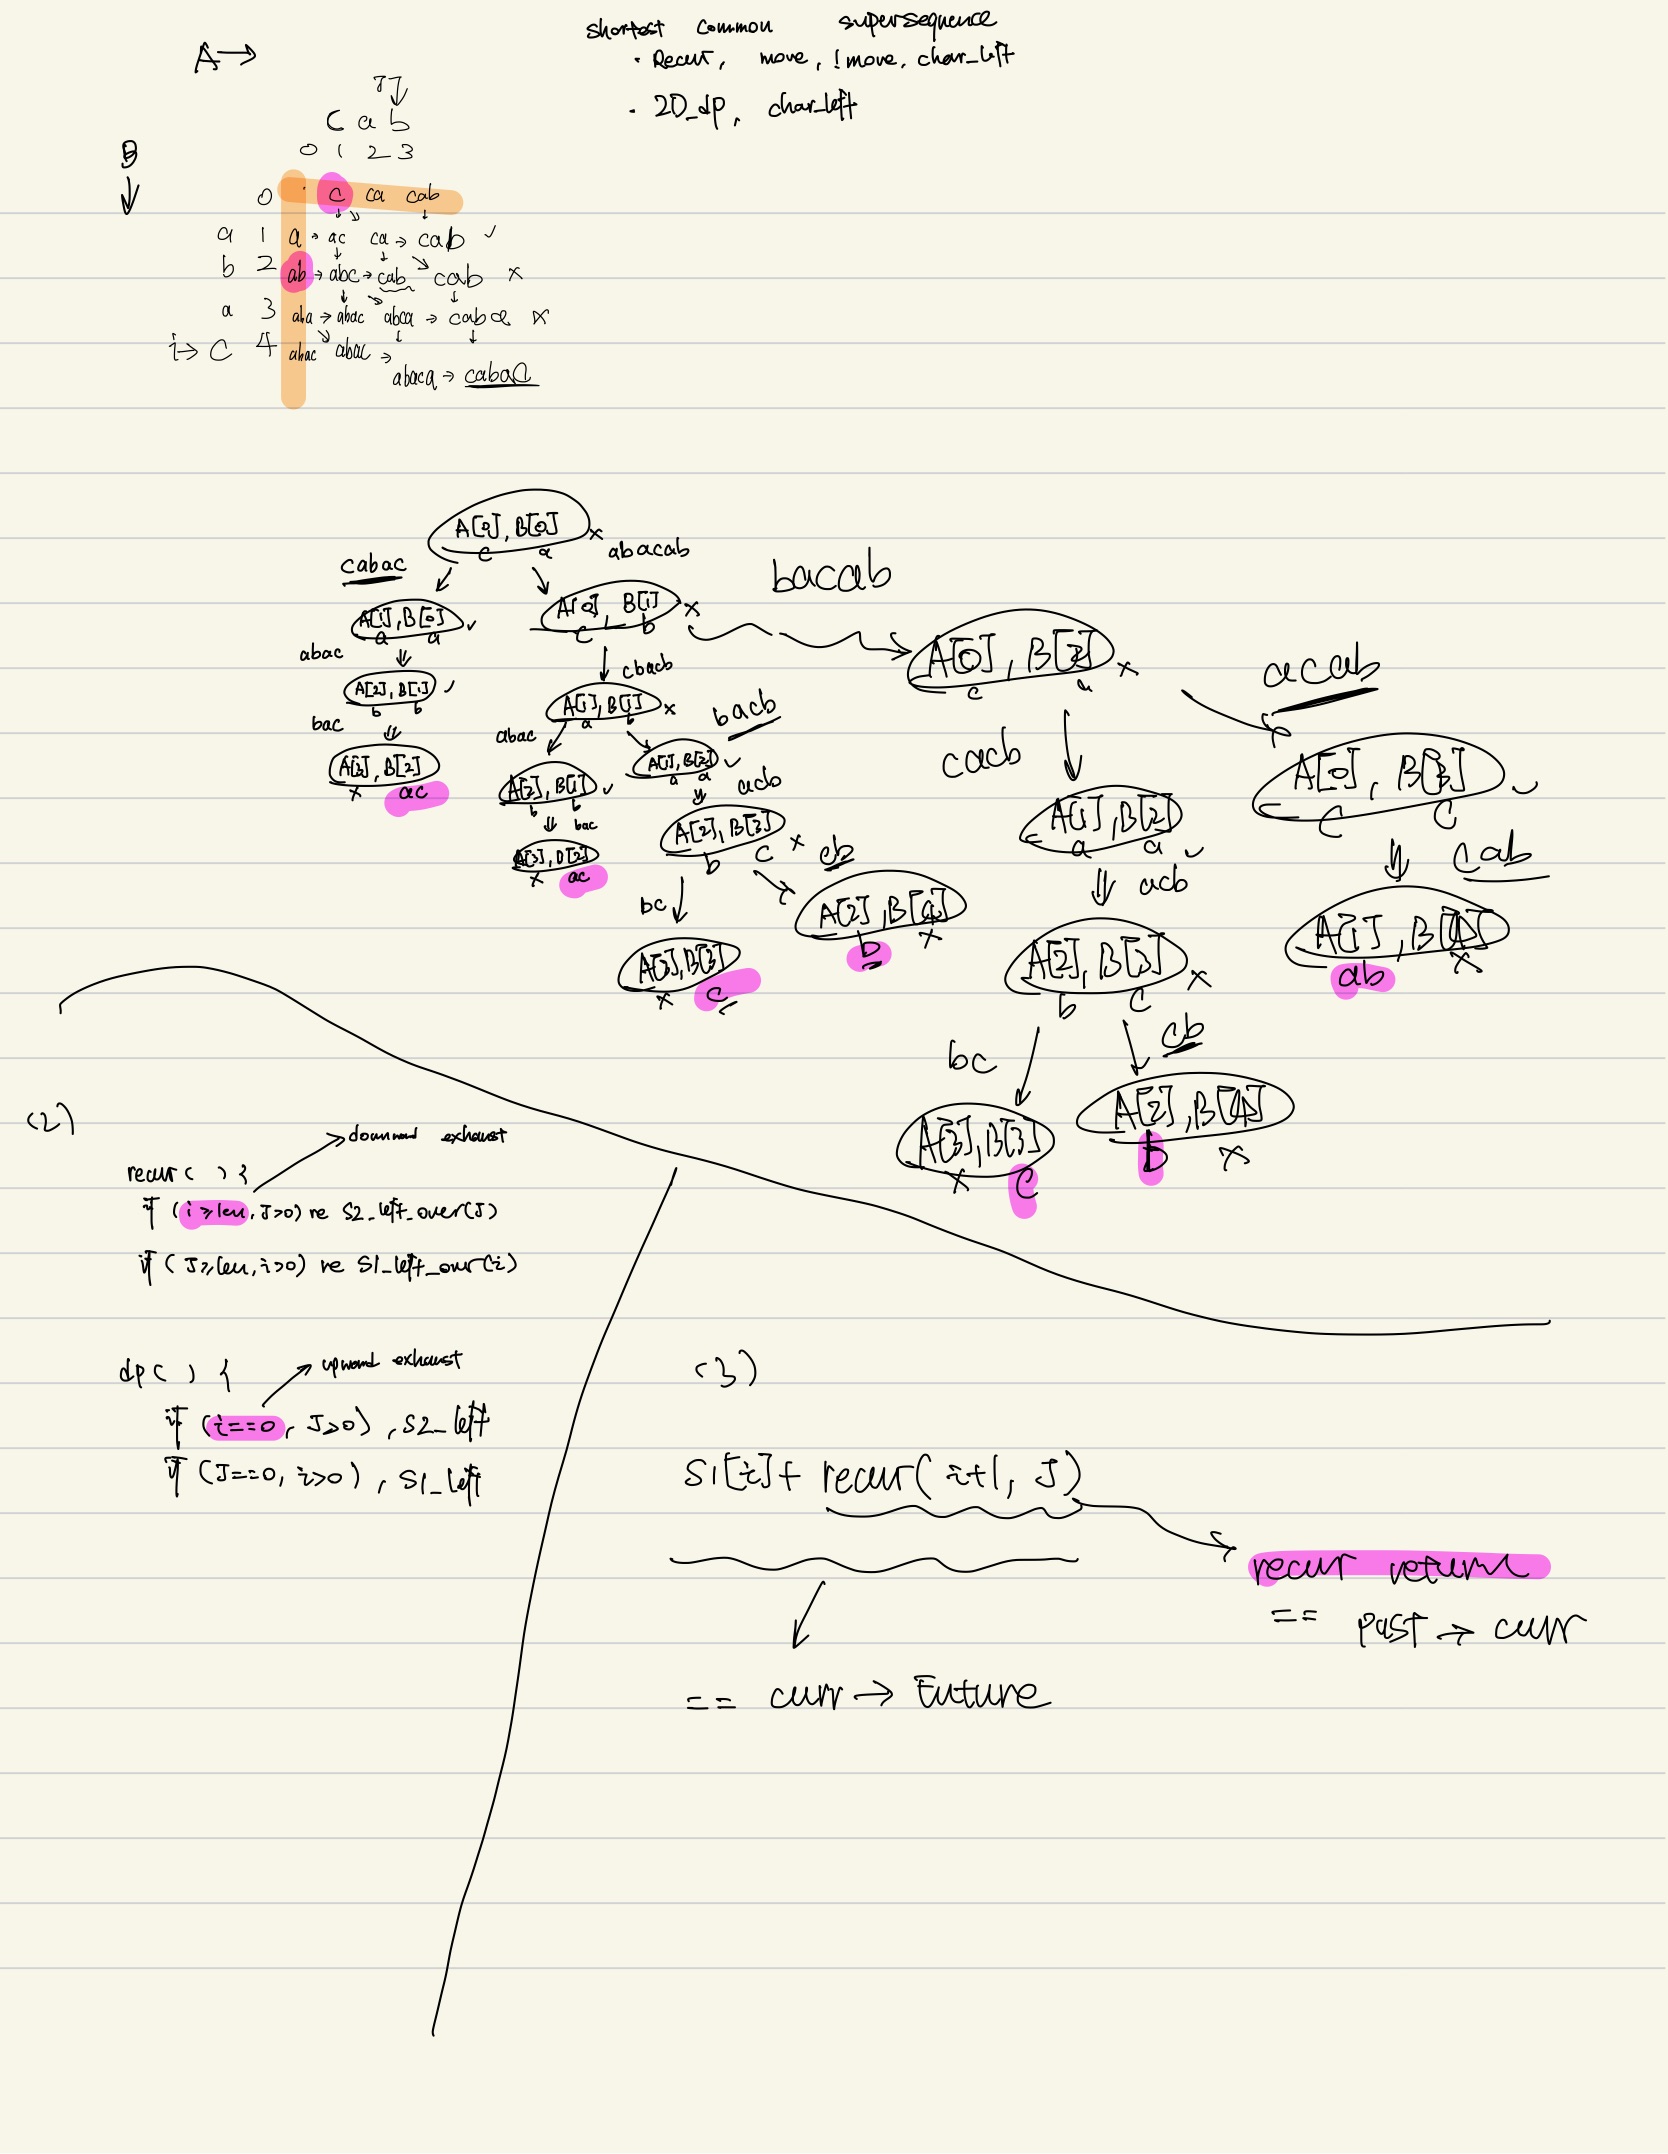 shortest common supersequence
· Recur, move, !move, char_left
· 2D_dp, char_left
A→
J↓
c a b
B
↓
0 1 2 3
0 · c ca cab
a 1 a → ac ca → cab ✓
b 2 ab → abc → cab cab ×
a 3 aba → abac abca → caba ×
i→ C 4 abac abac →
abaca → cabac
A[0], B[0] ×
c a
abacab
cabac
bacab
A[1], B[0] ✓
a a
A[0], B[1] ×
c b
A[0], B[2] ×
c a
abac
cbacb
acab
A[2], B[1] ✓
b b
A[1], B[1] ×
a b
bacb
bac
abac
A[3], B[2]
× ac
A[2], B[1] ✓
b b
A[1], B[2] ✓
a a
cacb
A[0], B[3] ✓
c c
bac
acb
A[1], B[2]
a a ✓
A[3], B[2]
× ac
A[2], B[3]
b c ×
cb
acb
cab
bc
A[2], B[4]
b ×
A[1], B[4]
ab ×
A[3], B[3]
× c
A[2], B[3] ×
b c
bc
cb
A[3], B[3]
× c
A[2], B[4]
b ×
(2)
downward exhaust
recur( ) {
if (i≥len, J>0) re S2_left_over(J)
if (J≥len, i>0) re S1_left_over(i)
upward exhaust
dp( ) {
if (i==0, J>0), S2_left
if (J==0, i>0), S1_left
(3)
S1[i]+ recur( i+1, J)
recur return
== past → curr
== curr → Future